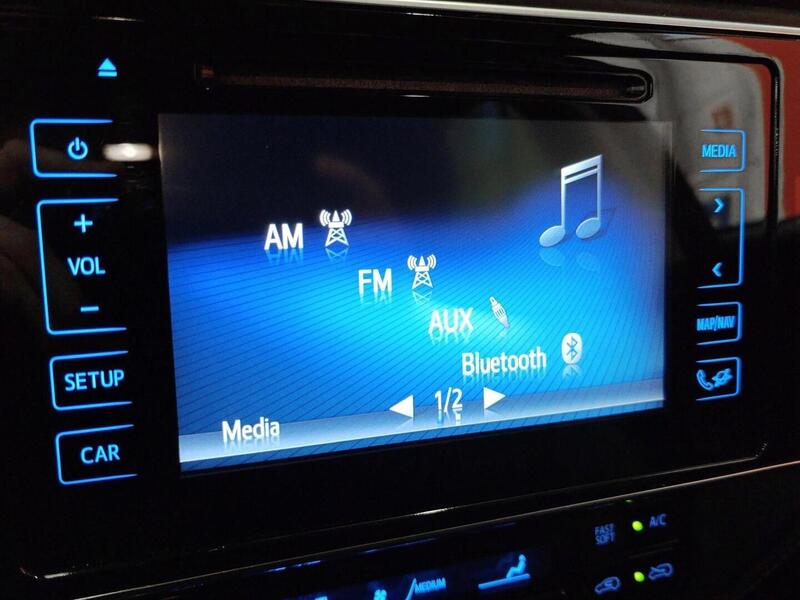 MEDIA
+
VOL
−
AM
FM
AUX
Bluetooth
SETUP
1/2
MAP/NAV
Media
CAR
FAST
SOFT
A/C
MEDIUM